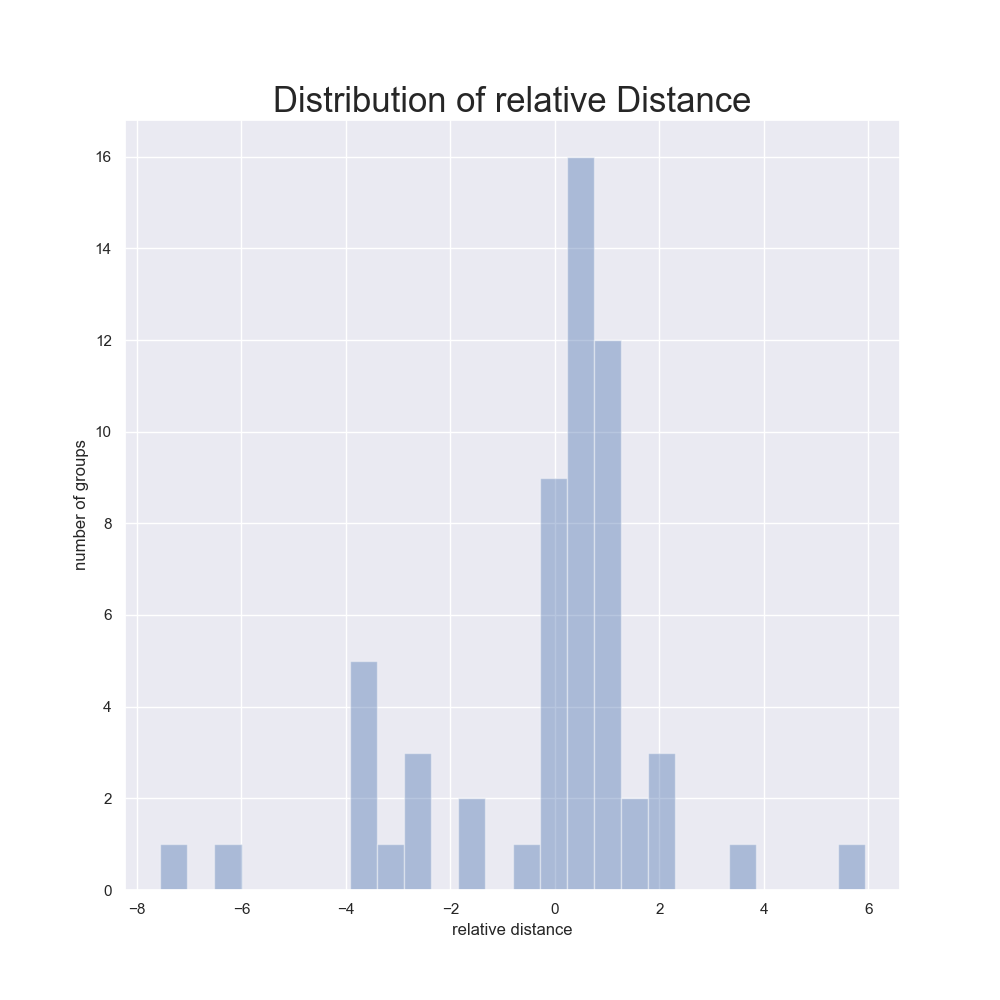 Distribution of relative Distance
16
14
12
10
8
6
4
2
0
number of groups
−8 −6 −4 −2 0 2 4 6
relative distance